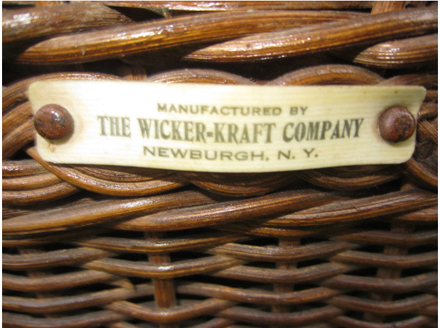 MANUFACTURED BY
THE WICKER-KRAFT COMPANY
NEWBURGH, N. Y.